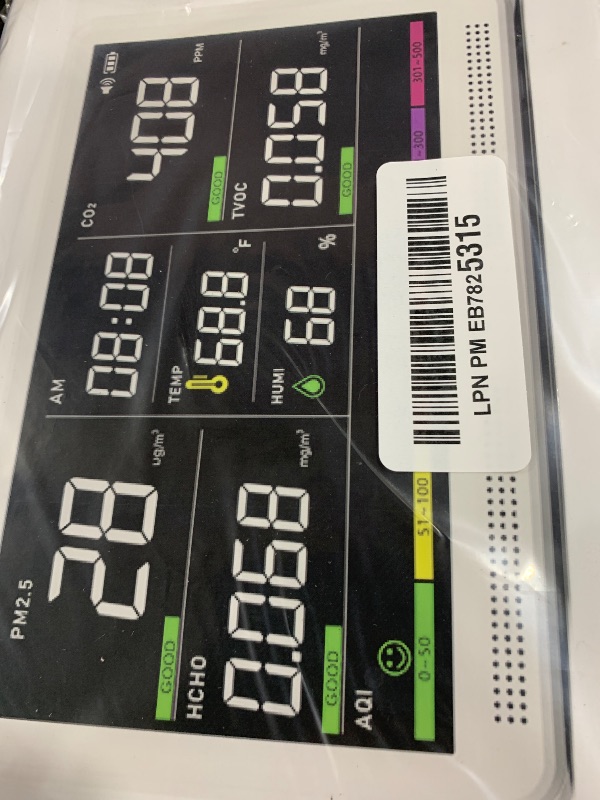 PM2.5
28 ug/m³
GOOD
HCHO
0.068 mg/m³
GOOD
AM
08:08
TEMP
68.8 °F
HUMI
68 %
CO₂
408 PPM
GOOD
TVOC
0.058 mg/m³
GOOD
AQI
0~50
51~100
~300
301~500
LPN PM EB7825315